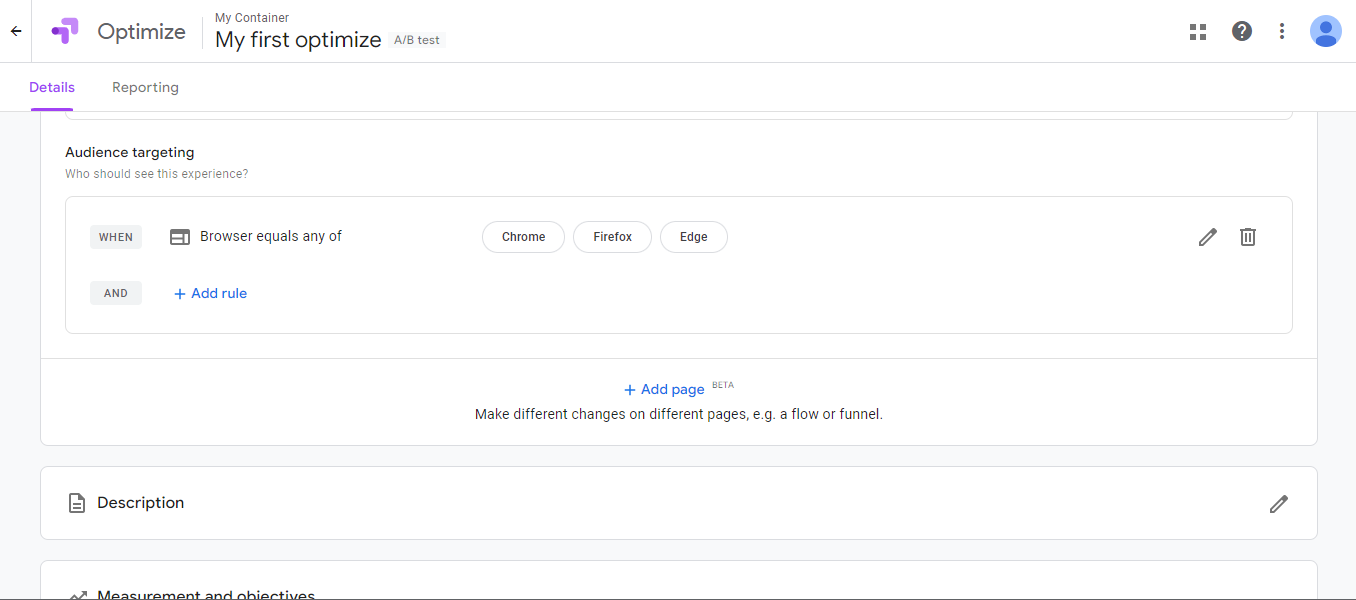 My Container
Optimize
My first optimize A/B test
Details Reporting
Audience targeting
Who should see this experience?
WHEN Browser equals any of Chrome Firefox Edge
AND + Add rule
+ Add page BETA
Make different changes on different pages, e.g. a flow or funnel.
Description
Measurement and objectives